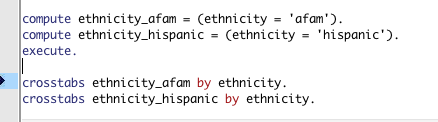 compute ethnicity_afam = (ethnicity = 'afam').
compute ethnicity_hispanic = (ethnicity = 'hispanic').
execute.
crosstabs ethnicity_afam by ethnicity.
crosstabs ethnicity_hispanic by ethnicity.